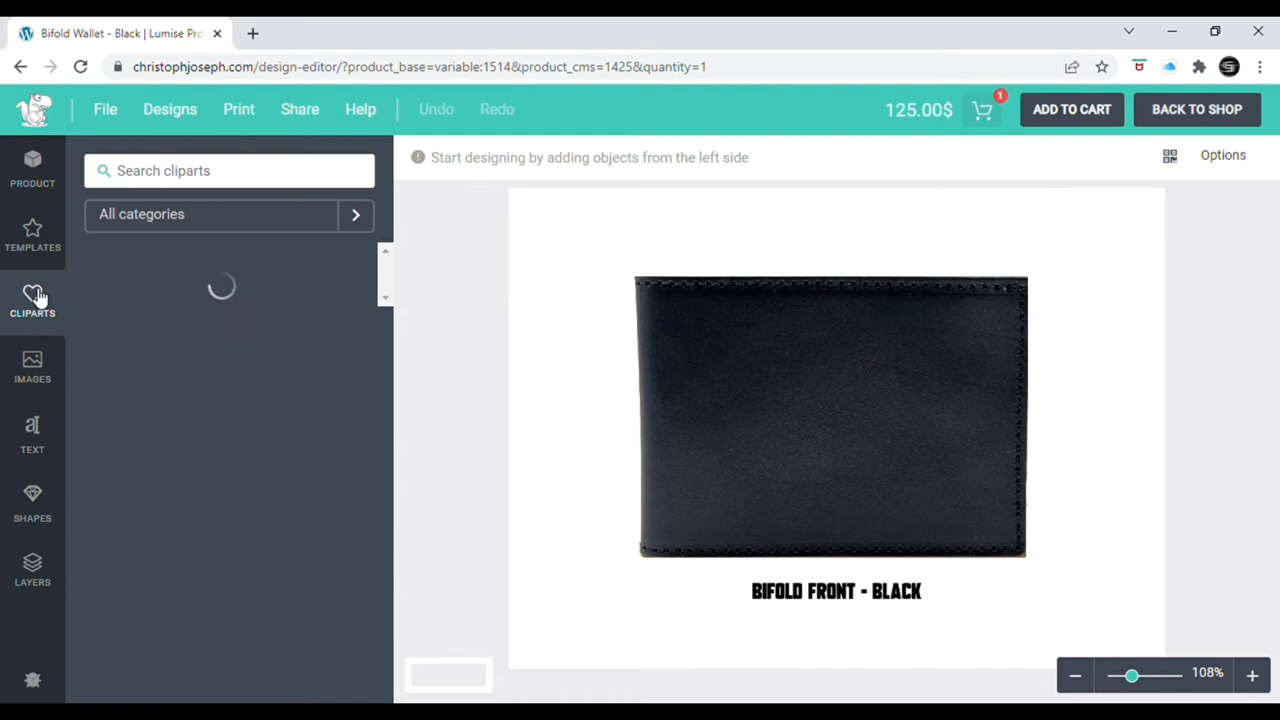 Bifold Wallet - Black | Lumise Pro
christophjoseph.com/design-editor/?product_base=variable:1514&product_cms=1425&quantity=1
File Designs Print Share Help Undo Redo 125.00$ 1 ADD TO CART BACK TO SHOP
PRODUCT
TEMPLATES
CLIPARTS
IMAGES
TEXT
SHAPES
LAYERS
Search cliparts
All categories
Start designing by adding objects from the left side
Options
BIFOLD FRONT - BLACK
108%